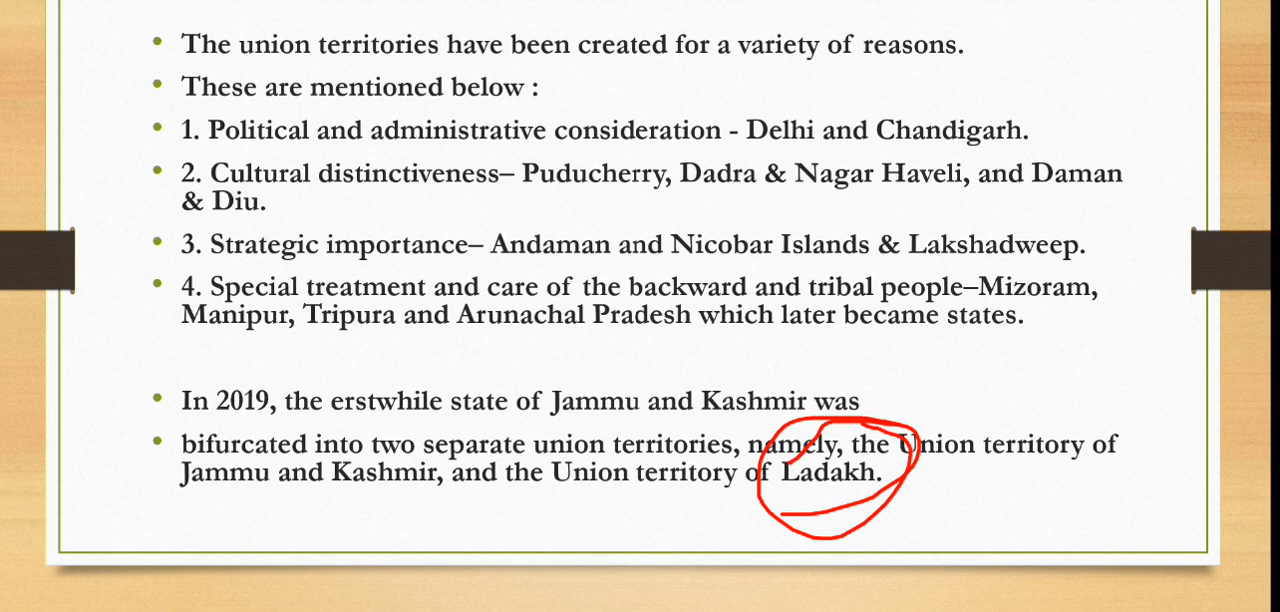 • The union territories have been created for a variety of reasons.
• These are mentioned below :
• 1. Political and administrative consideration - Delhi and Chandigarh.
• 2. Cultural distinctiveness– Puducherry, Dadra & Nagar Haveli, and Daman
& Diu.
• 3. Strategic importance– Andaman and Nicobar Islands & Lakshadweep.
• 4. Special treatment and care of the backward and tribal people–Mizoram,
Manipur, Tripura and Arunachal Pradesh which later became states.
• In 2019, the erstwhile state of Jammu and Kashmir was
• bifurcated into two separate union territories, namely, the Union territory of
Jammu and Kashmir, and the Union territory of Ladakh.